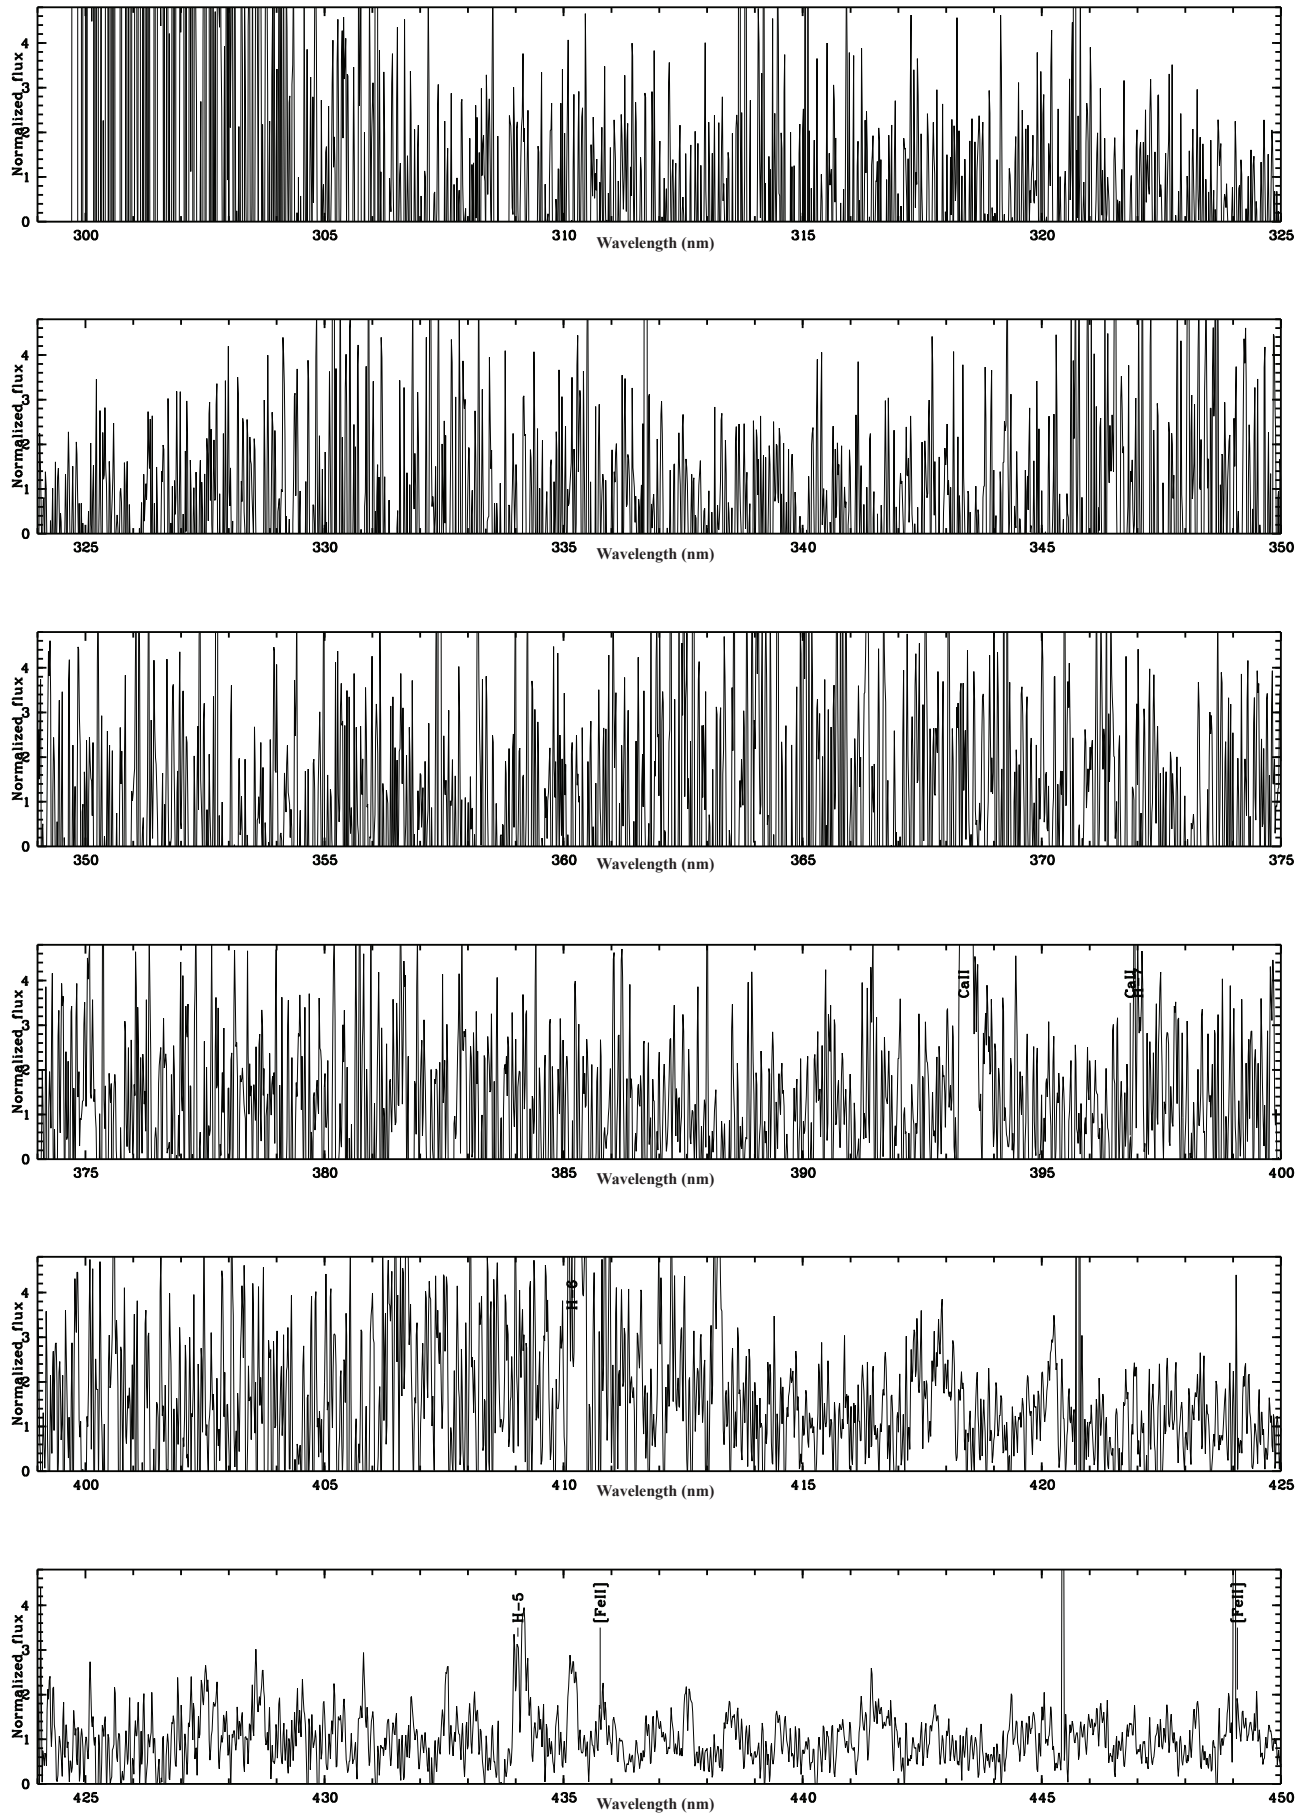 Normalized flux
4
3
2
1
0
300 305 310 315 320 325
Wavelength (nm)
Normalized flux
4
3
2
1
0
325 330 335 340 345 350
Wavelength (nm)
Normalized flux
4
3
2
1
0
350 355 360 365 370 375
Wavelength (nm)
Normalized flux
4
3
2
1
0
CaII
CaII
H-7
375 380 385 390 395 400
Wavelength (nm)
Normalized flux
4
3
2
1
0
H-6
400 405 410 415 420 425
Wavelength (nm)
Normalized flux
4
3
2
1
0
H-5
[FeII]
[FeII]
425 430 435 440 445 450
Wavelength (nm)